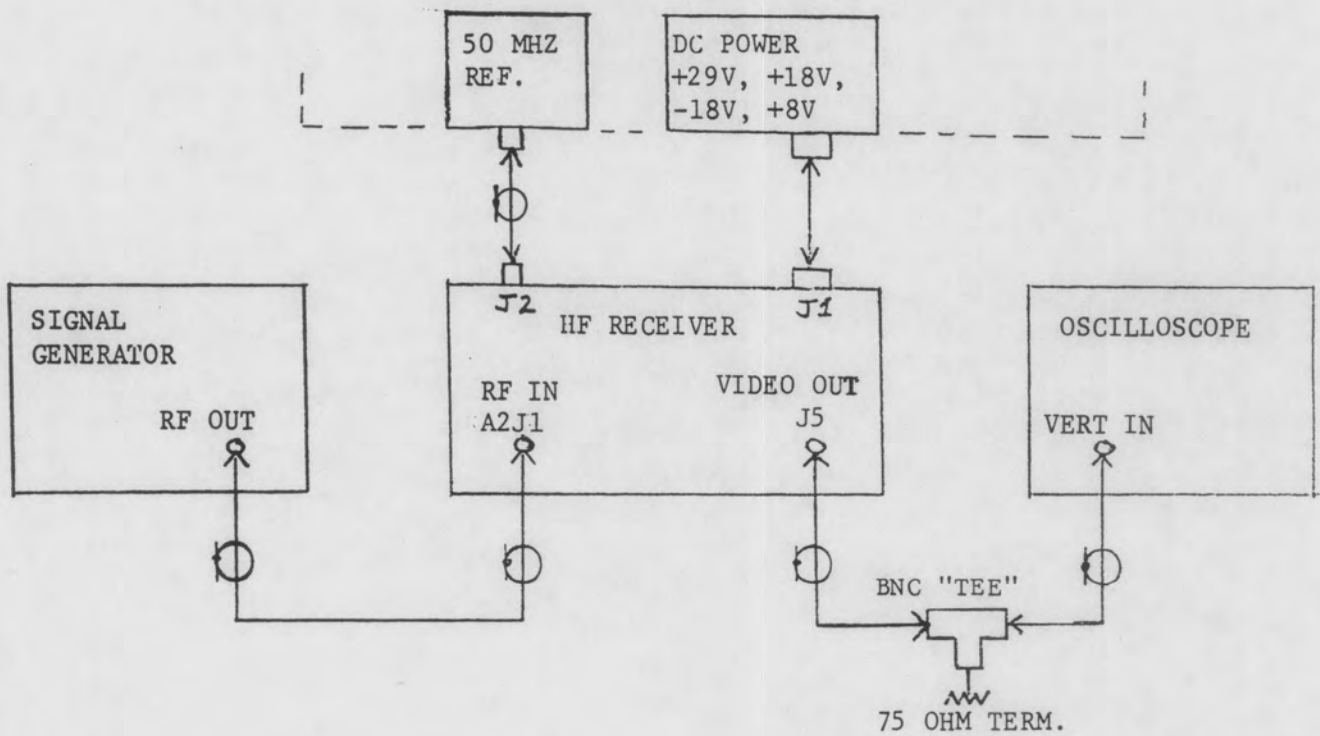 50 MHZ
REF.
DC POWER
+29V, +18V,
-18V, +8V
SIGNAL
GENERATOR
RF OUT
J2
J1
HF RECEIVER
RF IN
A2J1
VIDEO OUT
J5
OSCILLOSCOPE
VERT IN
BNC "TEE"
75 OHM TERM.